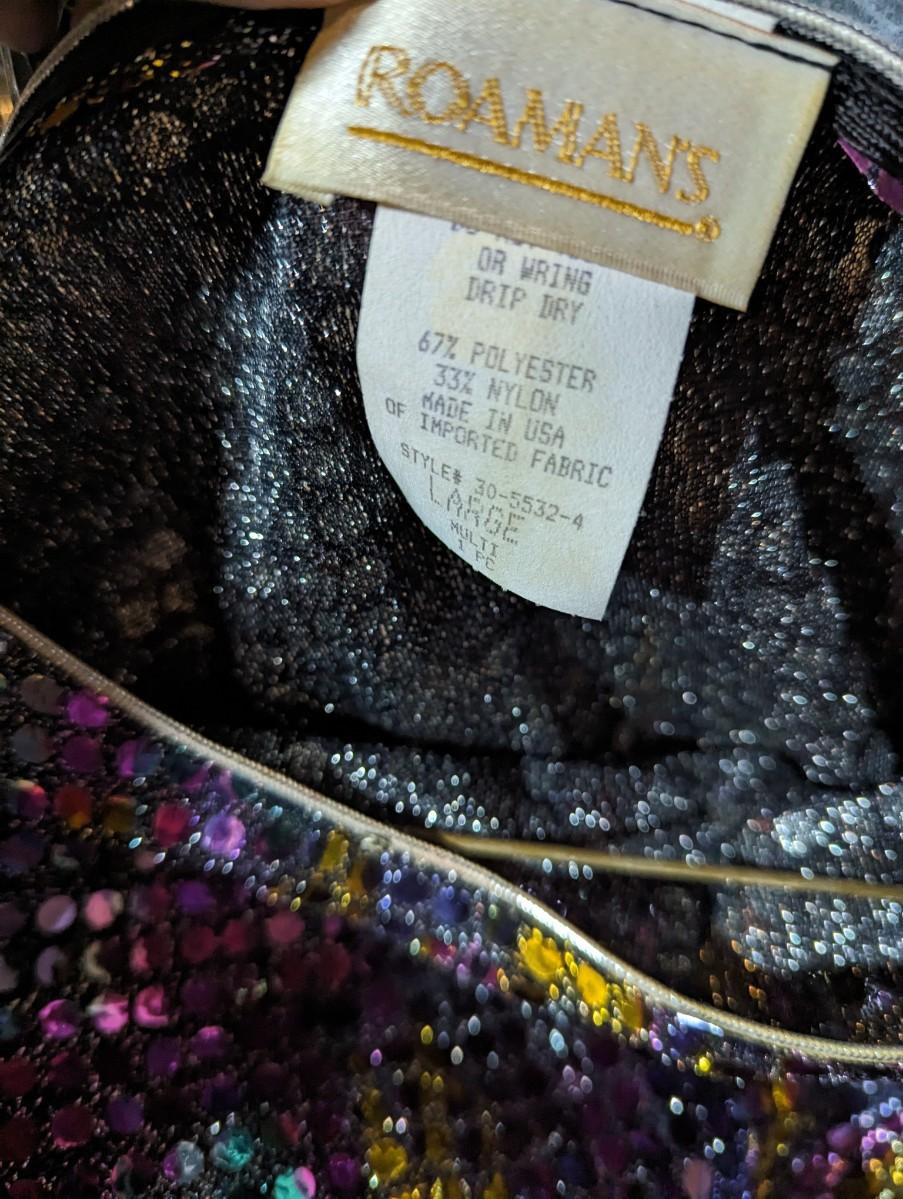 ROAMAN'S®
OR WRING
DRIP DRY
67% POLYESTER
33% NYLON
MADE IN USA
OF IMPORTED FABRIC
STYLE# 30-5532-4
LARGE
MULTI
1 PC